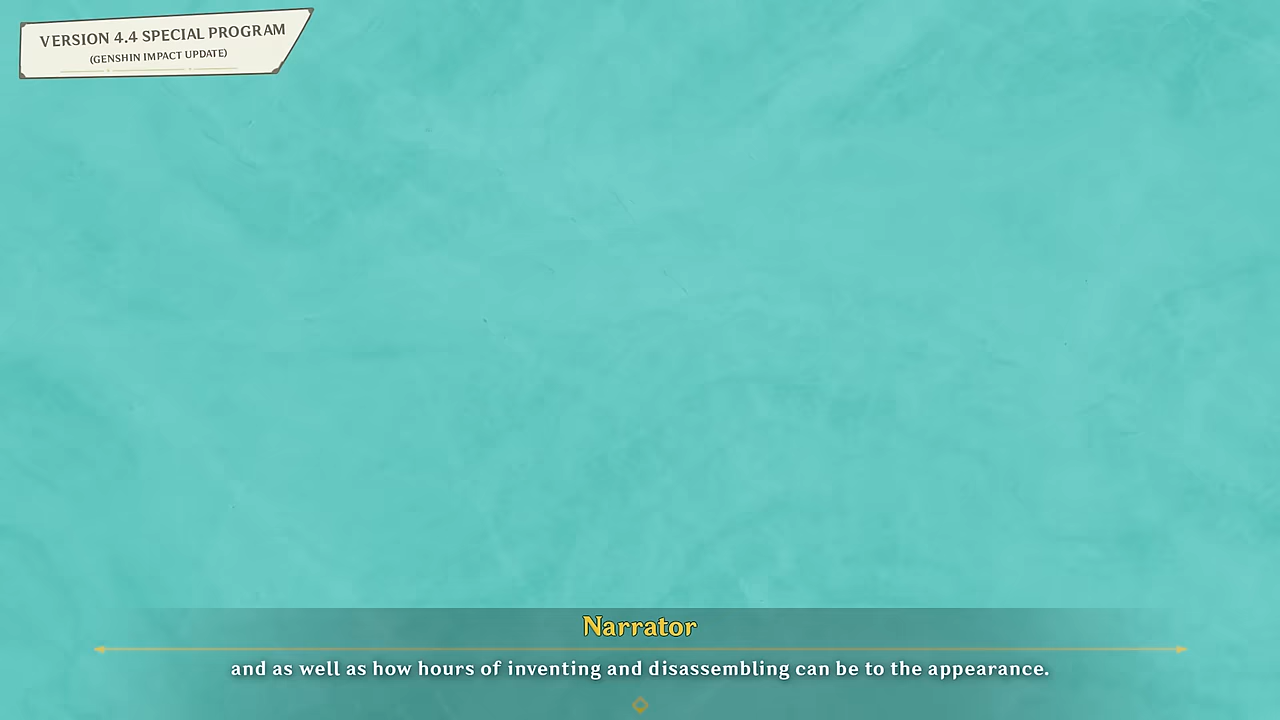 VERSION 4.4 SPECIAL PROGRAM
(GENSHIN IMPACT UPDATE)
Narrator
and as well as how hours of inventing and disassembling can be to the appearance.